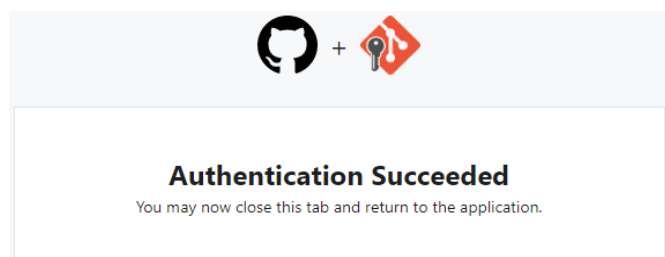 +
Authentication Succeeded
You may now close this tab and return to the application.